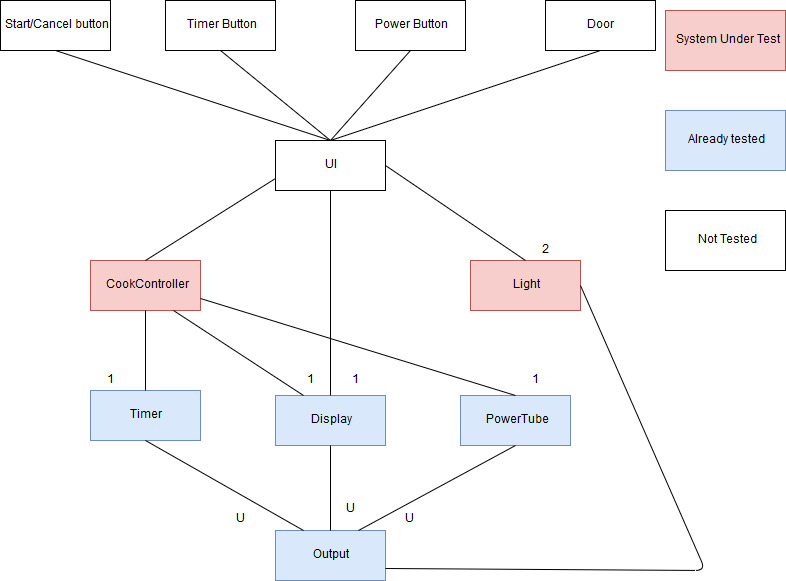 Start/Cancel button
Timer Button
Power Button
Door
System Under Test
Already tested
UI
Not Tested
2
CookController
Light
1
1
1
1
Timer
Display
PowerTube
U
U
U
Output